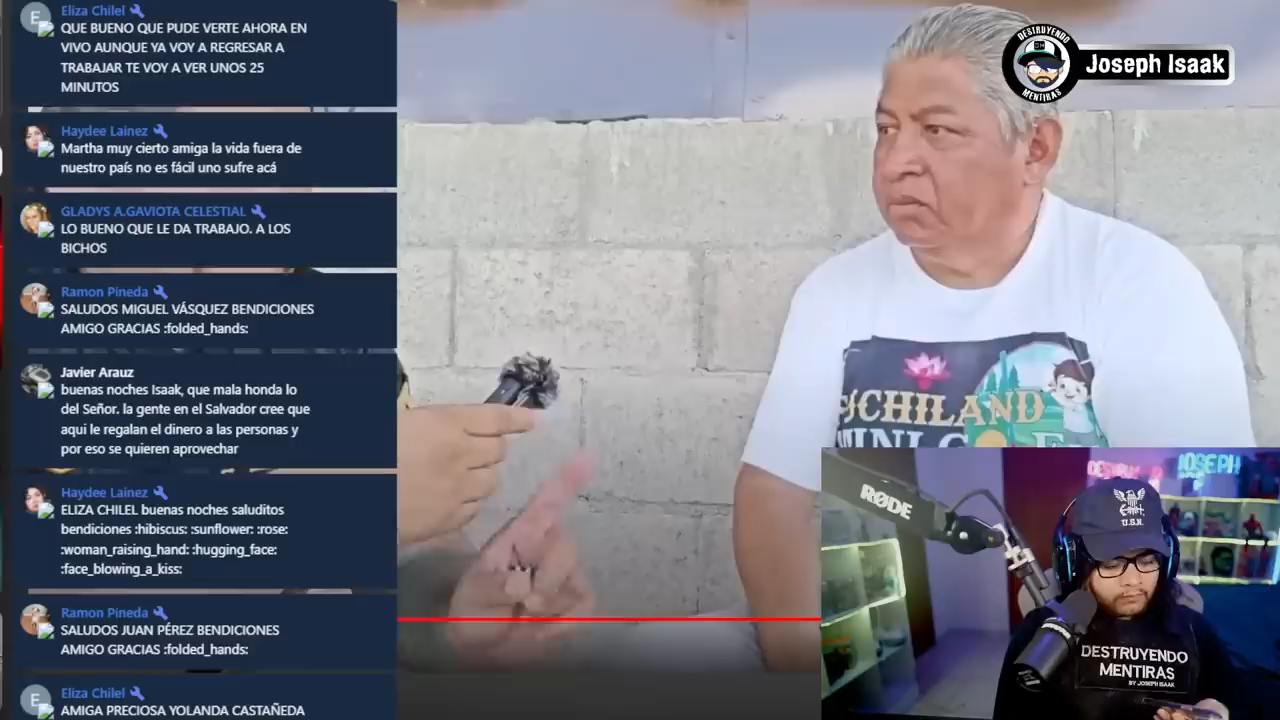 Eliza Chilel
QUE BUENO QUE PUDE VERTE AHORA EN
VIVO AUNQUE YA VOY A REGRESAR A
TRABAJAR TE VOY A VER UNOS 25
MINUTOS
Haydee Lainez
Martha muy cierto amiga la vida fuera de
nuestro país no es fácil uno sufre acá
GLADYS A.GAVIOTA CELESTIAL
LO BUENO QUE LE DA TRABAJO. A LOS
BICHOS
Ramon Pineda
SALUDOS MIGUEL VÁSQUEZ BENDICIONES
AMIGO GRACIAS :folded_hands:
Javier Arauz
buenas noches Isaak, que mala honda lo
del Señor. la gente en el Salvador cree que
aqui le regalan el dinero a las personas y
por eso se quieren aprovechar
Haydee Lainez
ELIZA CHILEL buenas noches saluditos
bendiciones :hibiscus: :sunflower: :rose:
:woman_raising_hand: :hugging_face:
:face_blowing_a_kiss:
Ramon Pineda
SALUDOS JUAN PÉREZ BENDICIONES
AMIGO GRACIAS :folded_hands:
Eliza Chilel
AMIGA PRECIOSA YOLANDA CASTAÑEDA
E
E
DESTRUYENDO
MENTIRAS
Joseph Isaak
RØDE
JOSEPH
U.S.N.
DESTRUYENDO
MENTIRAS
BY JOSEPH ISAAK